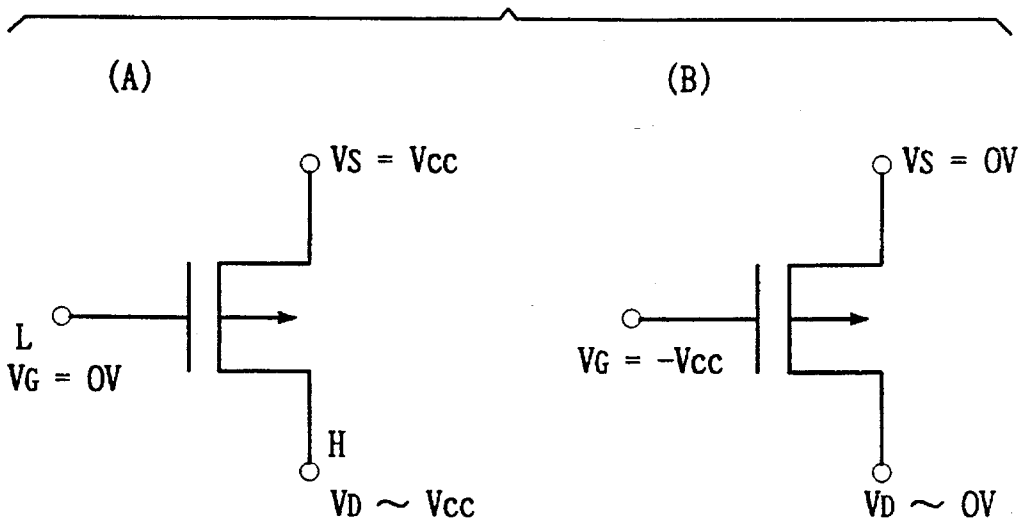 (A)
(B)
VS = VCC
VS = 0V
L
VG = 0V
VG = -VCC
H
VD ~ VCC
VD ~ 0V